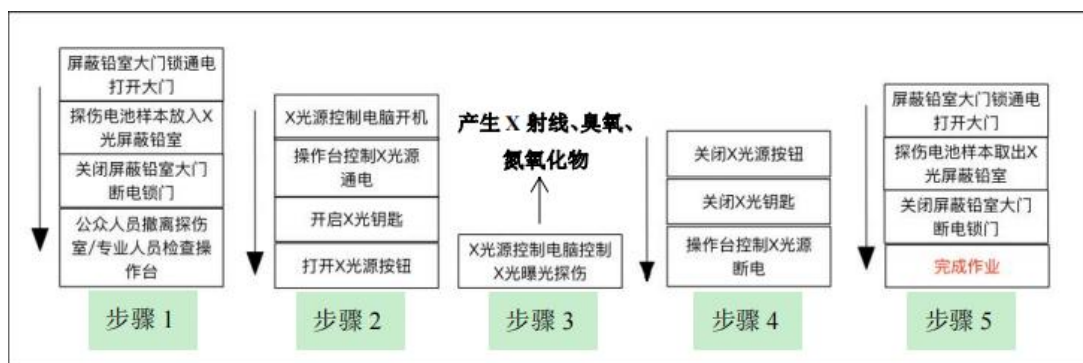 屏蔽铅室大门锁通电
打开大门
探伤电池样本放入X
光屏蔽铅室
关闭屏蔽铅室大门
断电锁门
公众人员撤离探伤
室/专业人员检查操
作台
步骤 1
X光源控制电脑开机
操作台控制X光源
通电
开启X光钥匙
打开X光源按钮
步骤 2
产生 X 射线、臭氧、
氮氧化物
X光源控制电脑控制
X光曝光探伤
步骤 3
关闭X光源按钮
关闭X光钥匙
操作台控制X光源
断电
步骤 4
屏蔽铅室大门锁通电
打开大门
探伤电池样本取出X
光屏蔽铅室
关闭屏蔽铅室大门
断电锁门
完成作业
步骤 5